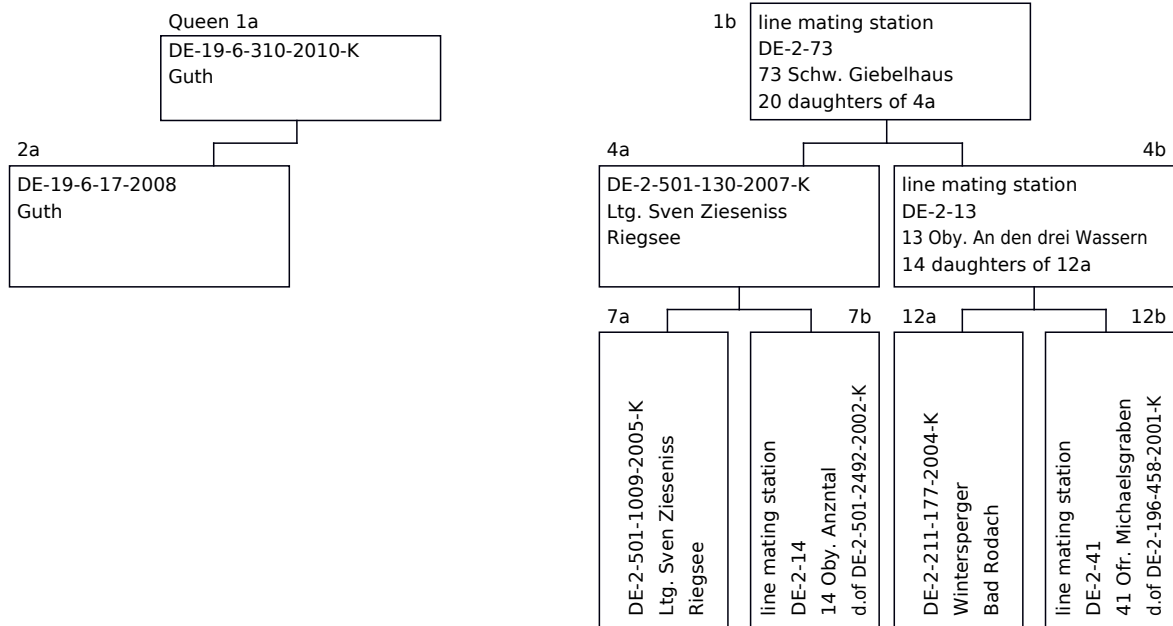 Queen 1a
DE-19-6-310-2010-K
Guth
1b
line mating station
DE-2-73
73 Schw. Giebelhaus
20 daughters of 4a
2a
DE-19-6-17-2008
Guth
4a
DE-2-501-130-2007-K
Ltg. Sven Zieseniss
Riegsee
4b
line mating station
DE-2-13
13 Oby. An den drei Wassern
14 daughters of 12a
7a
DE-2-501-1009-2005-K
Ltg. Sven Zieseniss
Riegsee
7b
line mating station
DE-2-14
14 Oby. Anzntal
d.of DE-2-501-2492-2002-K
12a
DE-2-211-177-2004-K
Wintersperger
Bad Rodach
12b
line mating station
DE-2-41
41 Ofr. Michaelsgraben
d.of DE-2-196-458-2001-K